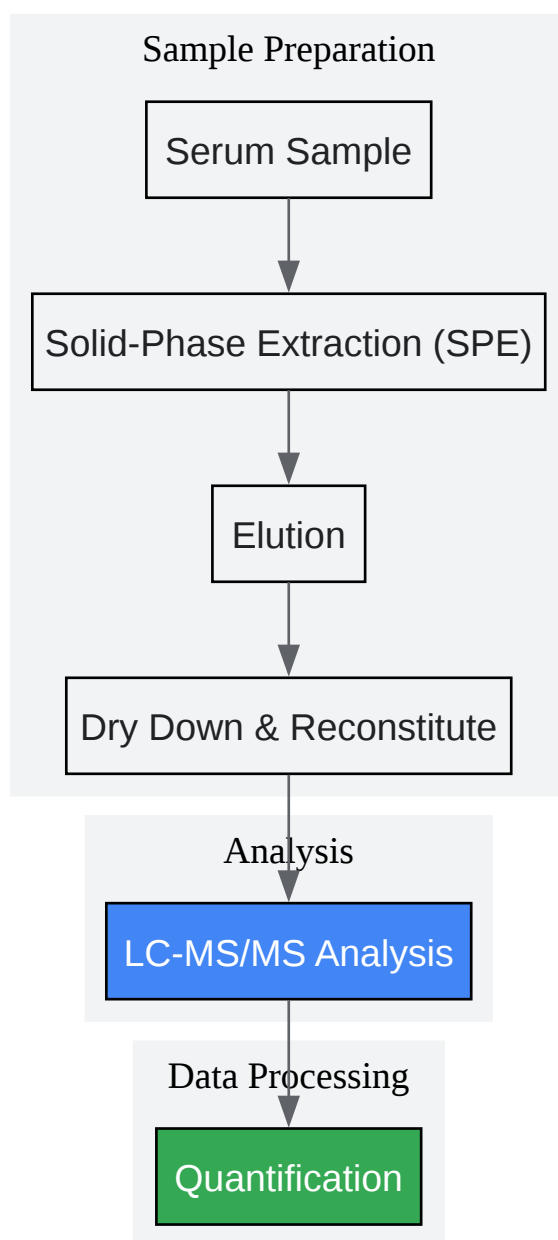 Sample Preparation
Serum Sample
Solid-Phase Extraction (SPE)
Elution
Dry Down & Reconstitute
Analysis
LC-MS/MS Analysis
Data Processing
Quantification